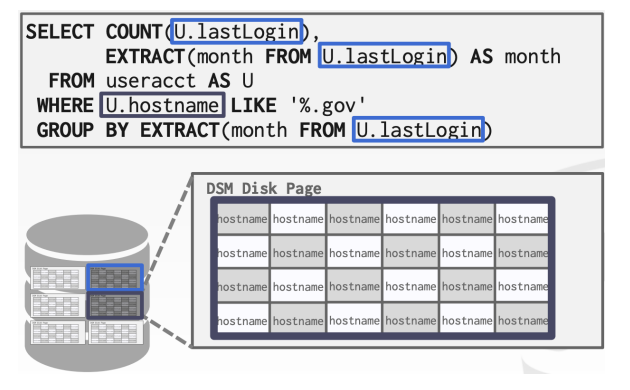 SELECT COUNT(U.lastLogin),
EXTRACT(month FROM U.lastLogin) AS month
FROM useracct AS U
WHERE U.hostname LIKE '%.gov'
GROUP BY EXTRACT(month FROM U.lastLogin)
DSM Disk Page
hostname hostname hostname hostname hostname hostname
hostname hostname hostname hostname hostname hostname
hostname hostname hostname hostname hostname hostname
hostname hostname hostname hostname hostname hostname